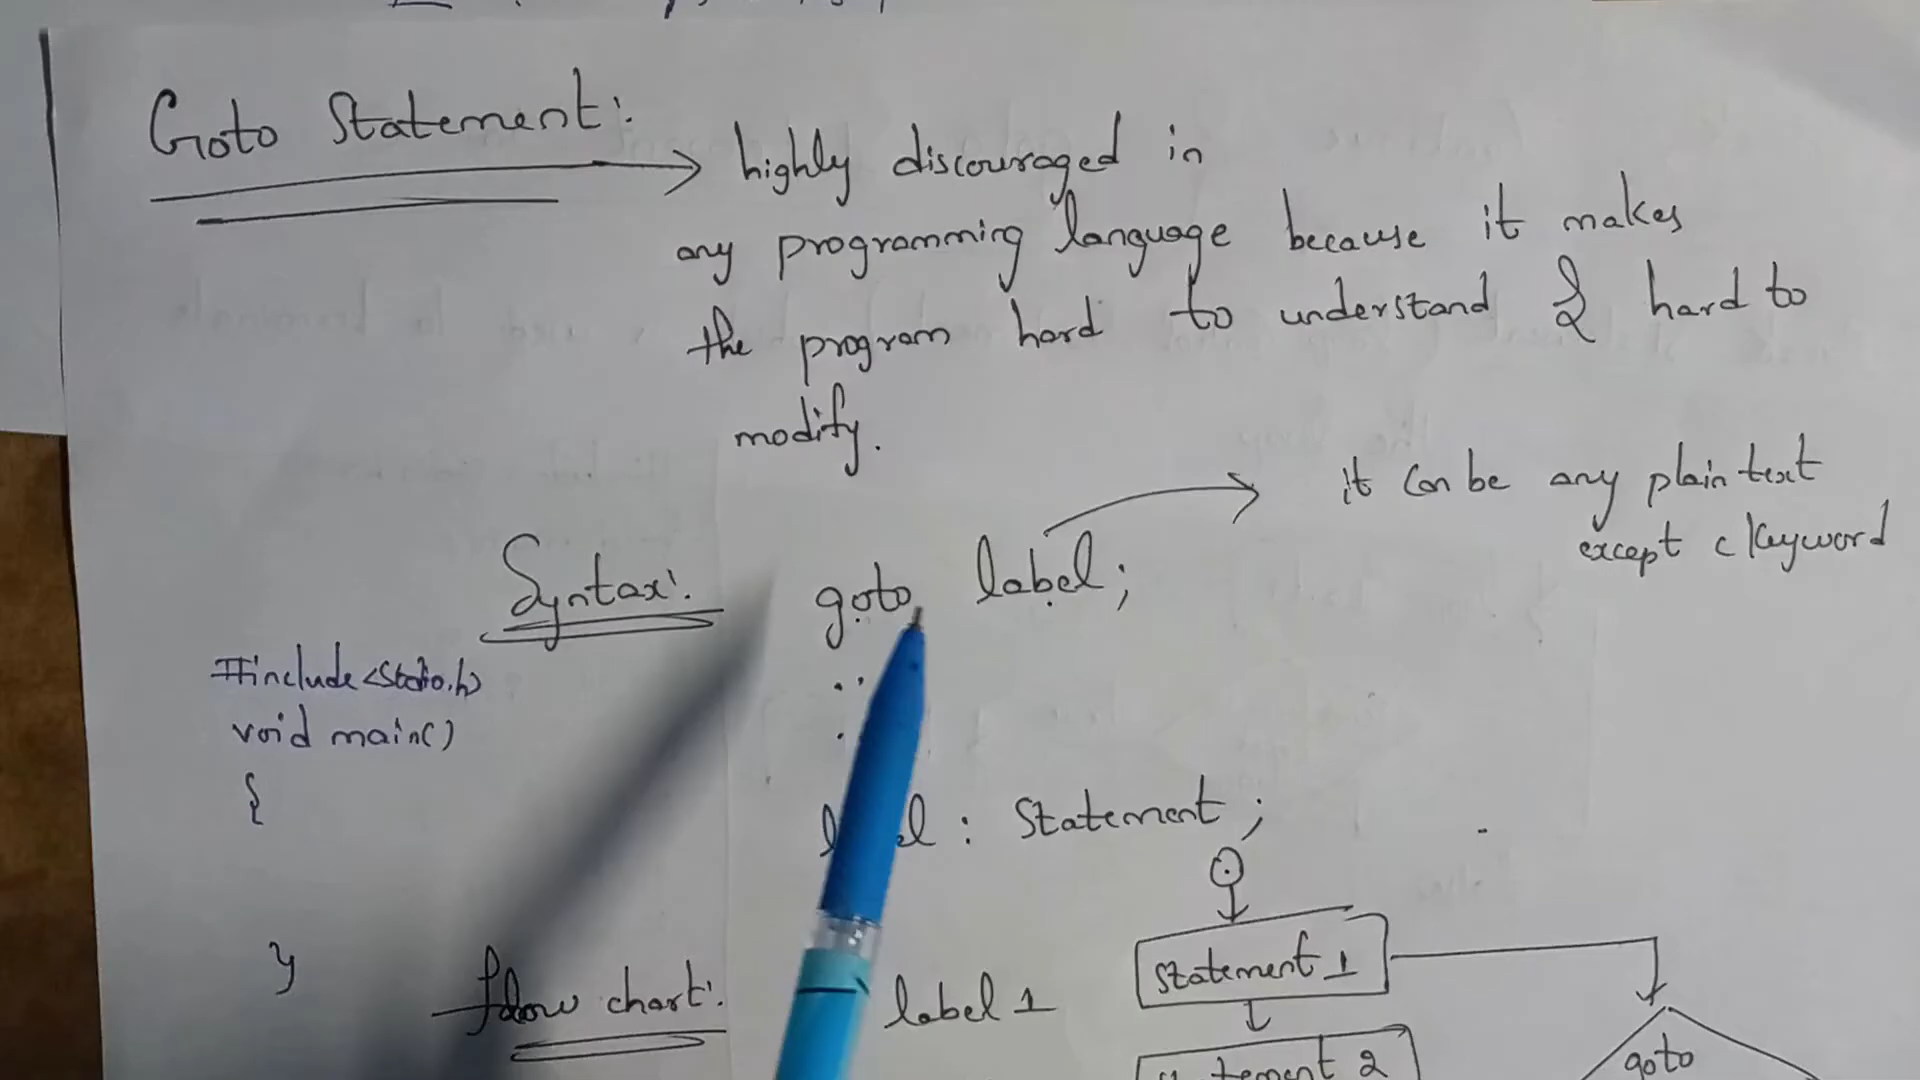 Goto Statement:
highly discouraged in
any programming language because it makes
the program hard to understand & hard to
modify.
it can be any plain text
except c keyword
Syntax:
goto label;
#include<stdio.h>
void main()
{
: Statement ;
}
flow chart:
label 1
statement 1
2
goto